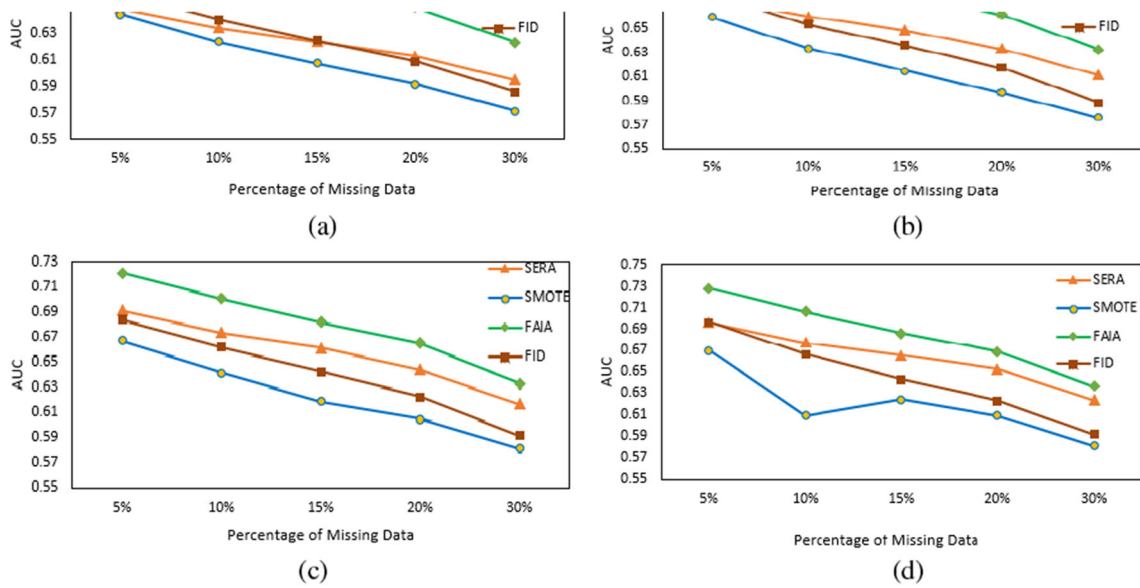 AUC
0.63
0.61
0.59
0.57
0.55
FID
5% 10% 15% 20% 30%
Percentage of Missing Data
(a)
AUC
0.65
0.63
0.61
0.59
0.57
0.55
FID
5% 10% 15% 20% 30%
Percentage of Missing Data
(b)
AUC
0.73
0.71
0.69
0.67
0.65
0.63
0.61
0.59
0.57
0.55
SERA
SMOTE
FAIA
FID
5% 10% 15% 20% 30%
Percentage of Missing Data
(c)
AUC
0.75
0.73
0.71
0.69
0.67
0.65
0.63
0.61
0.59
0.57
0.55
SERA
SMOTE
FAIA
FID
5% 10% 15% 20% 30%
Percentage of Missing Data
(d)